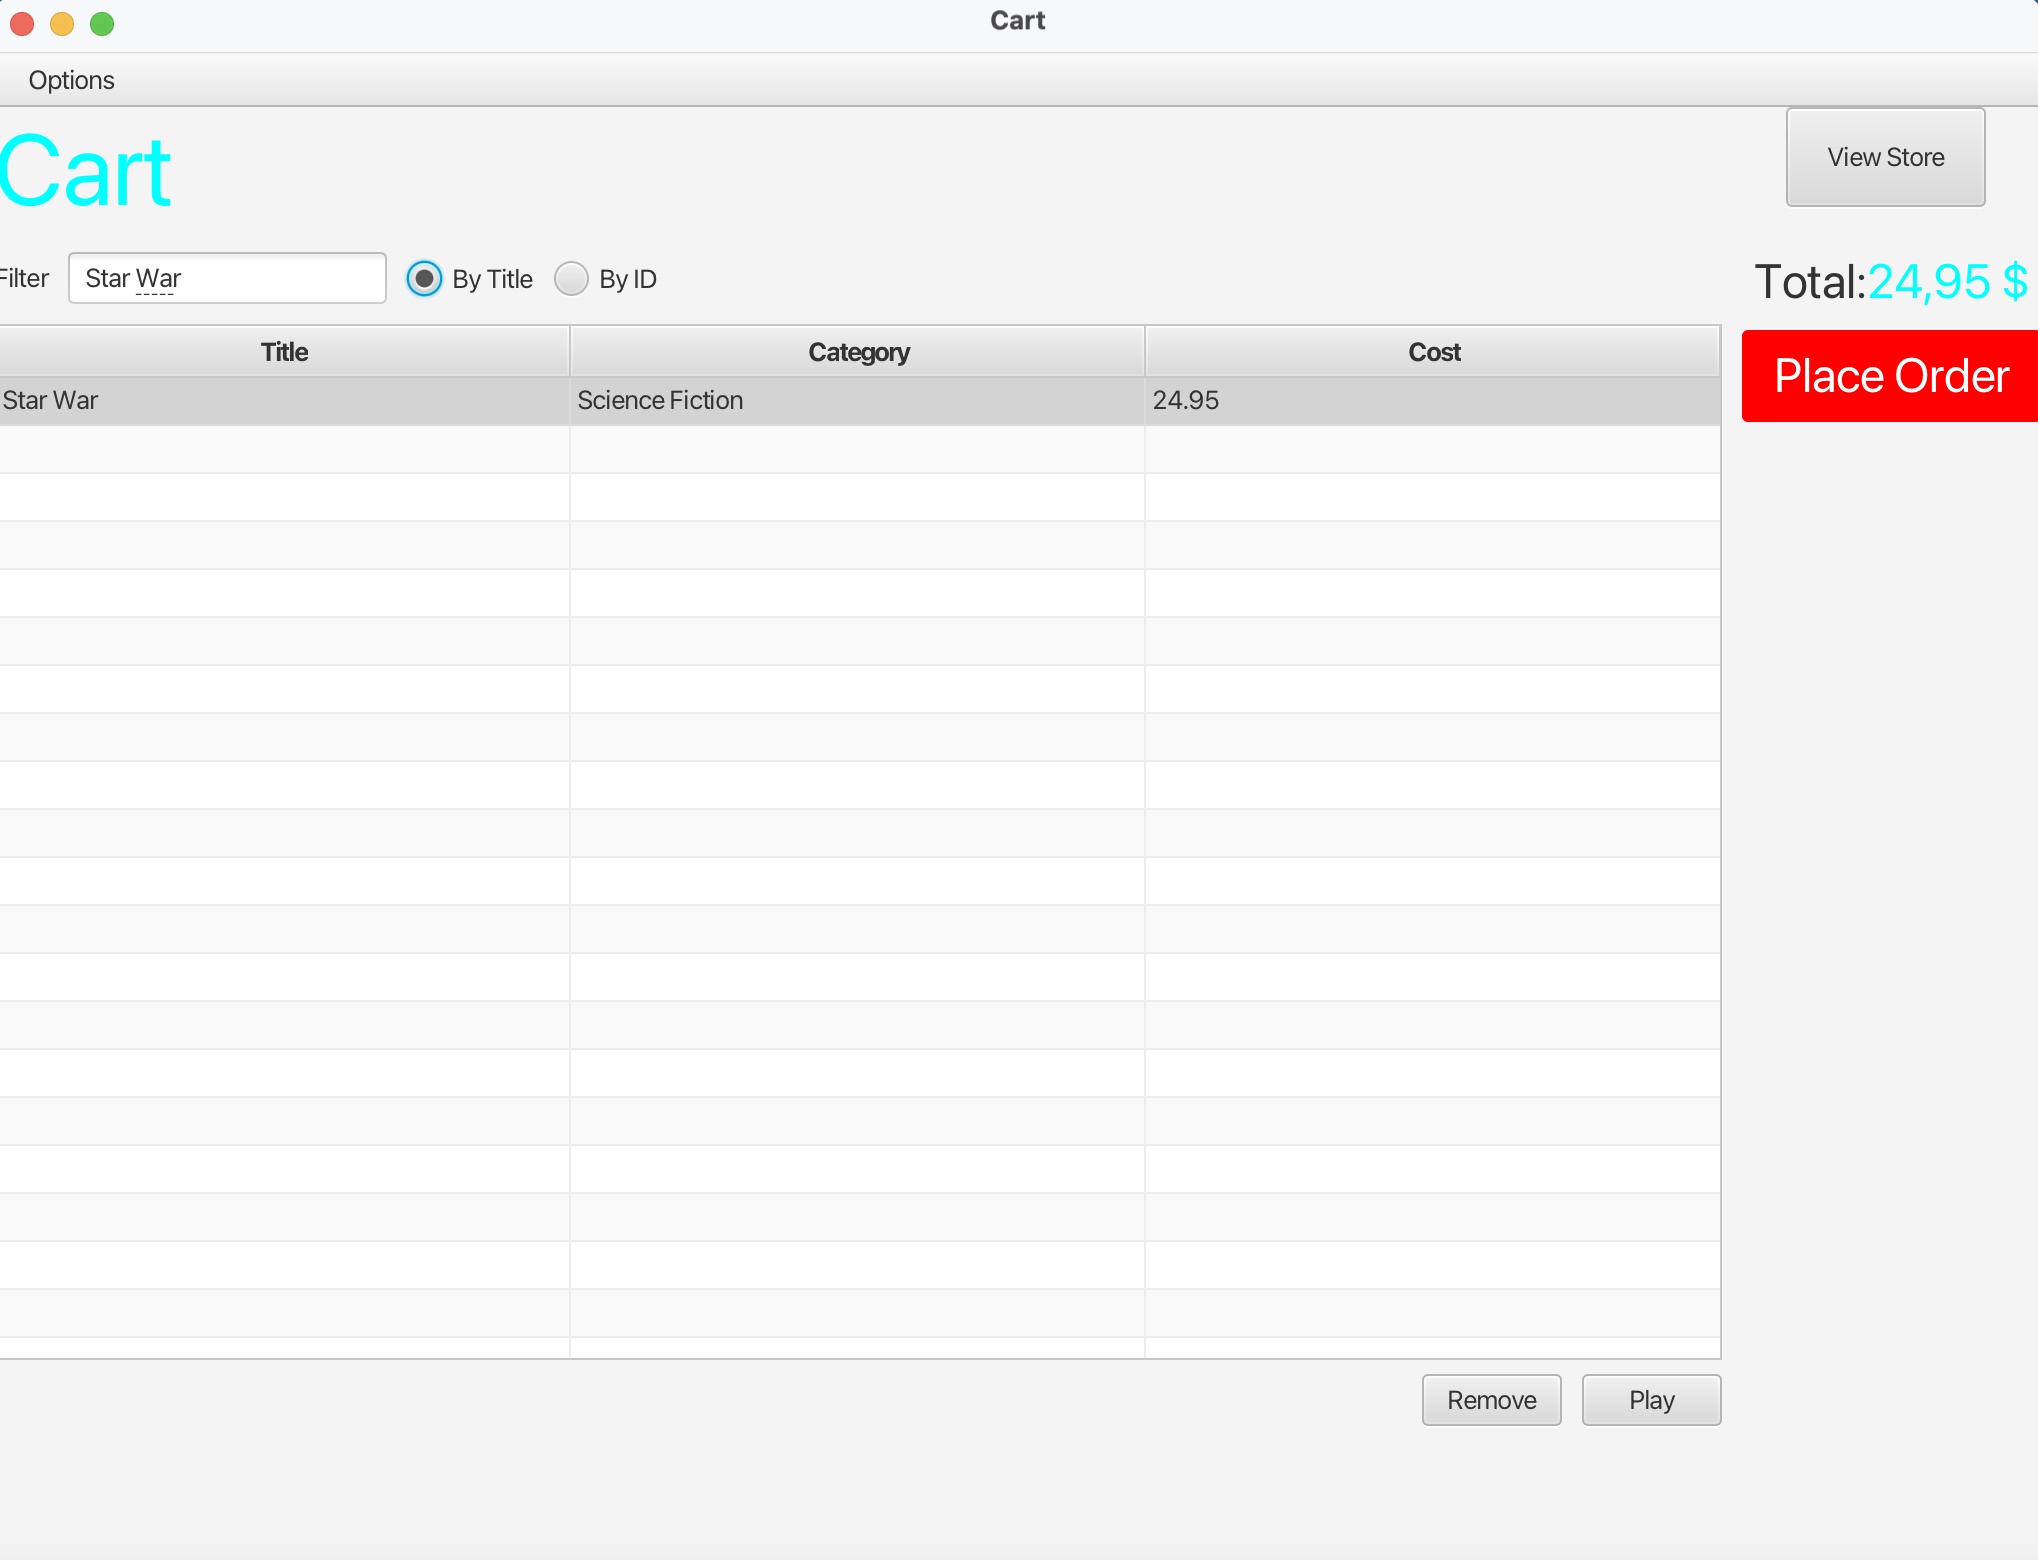 Cart
Options
Cart
View Store
Filter Star War By Title By ID
Total:24,95 $
Title Category Cost
Place Order
Star War Science Fiction 24.95
Remove Play